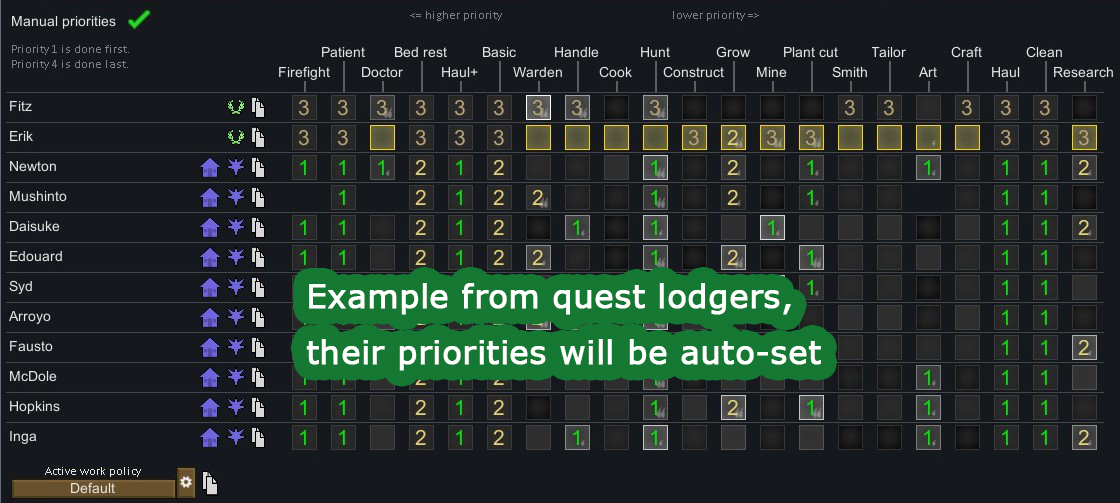 Manual priorities
<= higher priority lower priority =>
Priority 1 is done first.
Priority 4 is done last.
Patient Bed rest Basic Handle Hunt Grow Plant cut Tailor Craft Clean
Firefight Doctor Haul+ Warden Cook Construct Mine Smith Art Haul Research
Fitz 3 3 3 3 3 3 3 3 3 3 3 3 3 3
Erik 3 3 3 3 3 3 2 3 3 3 3 3
Newton 1 1 1 2 1 2 1 2 1 1 1 1 2
Mushinto 1 2 1 2 2 1 2 1 1 1
Daisuke 1 1 2 1 2 1 1 1 1 1 2
Edouard 1 1 2 1 2 2 1 2 1 1 1
Syd 1 1 1
Example from quest lodgers,
Arroyo 1 1
Fausto 1 1 2
their priorities will be auto-set
McDole 2 1 2 1 1 1
Hopkins 1 1 2 1 2 1 2 1 1 1 1
Inga 1 1 2 1 2 1 1 1 1 1 2
Active work policy
Default